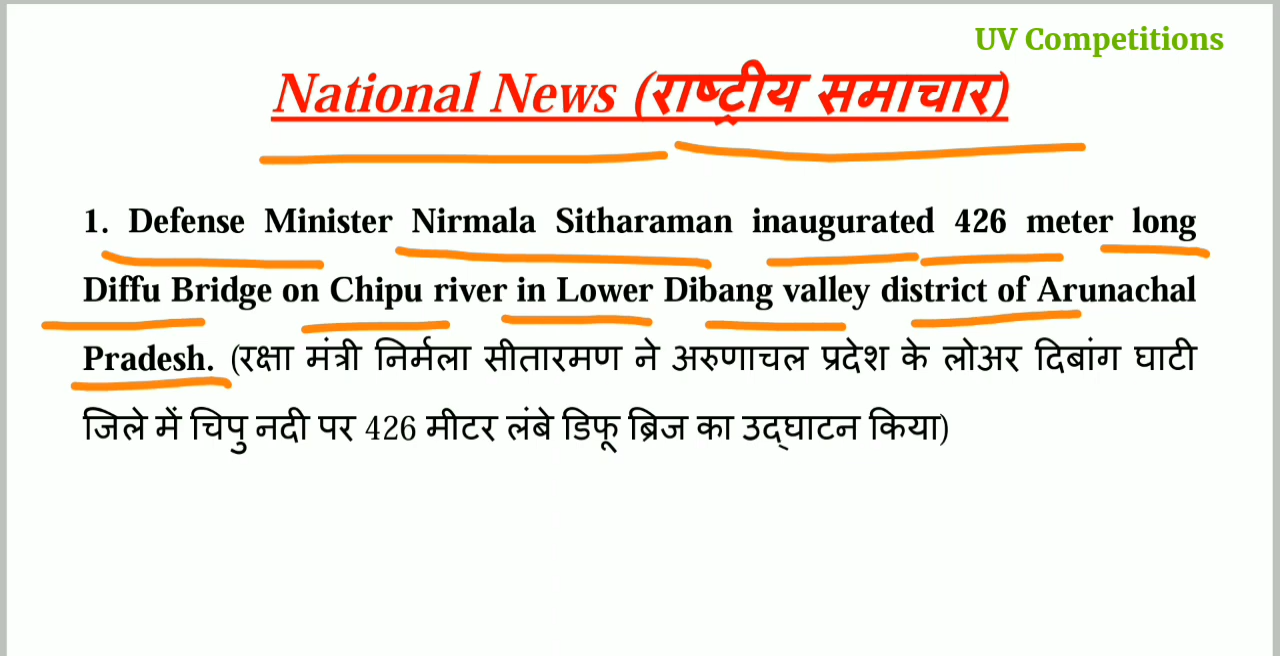 UV Competitions
National News (राष्ट्रीय समाचार)
1. Defense Minister Nirmala Sitharaman inaugurated 426 meter long
Diffu Bridge on Chipu river in Lower Dibang valley district of Arunachal
Pradesh. (रक्षा मंत्री निर्मला सीतारमण ने अरुणाचल प्रदेश के लोअर दिबांग घाटी
जिले में चिपु नदी पर 426 मीटर लंबे डिफू ब्रिज का उद्घाटन किया)